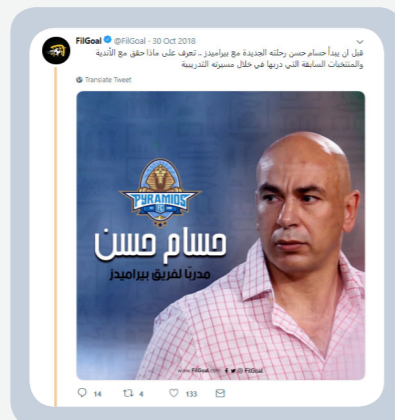 FilGoal @FilGoal · 30 Oct 2018
قبل أن يبدأ حسام حسن رحلته الجديدة مع بيراميدز .. تعرف على ماذا حقق مع الأندية
والمنتخبات السابقة التي دربها في خلال مسيرته التدريبية
Translate Tweet
PYRAMIDS
FC
حسام حسن
مدربًا لفريق بيراميدز
www.FilGoal.com FilGoal
14 4 133